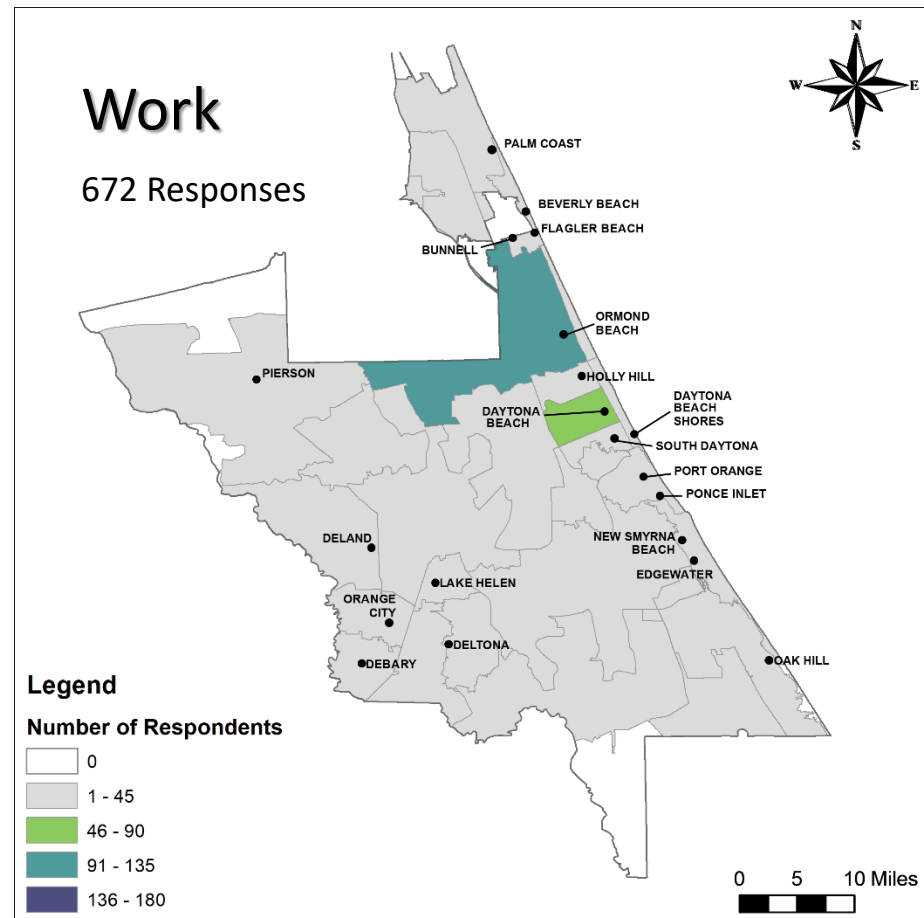 Work
672 Responses
N
W
E
S
PALM COAST
BEVERLY BEACH
FLAGLER BEACH
BUNNELL
ORMOND
BEACH
PIERSON
HOLLY HILL
DAYTONA
BEACH
SHORES
DAYTONA
BEACH
SOUTH DAYTONA
PORT ORANGE
PONCE INLET
NEW SMYRNA
BEACH
DELAND
EDGEWATER
LAKE HELEN
ORANGE
CITY
DELTONA
DEBARY
OAK HILL
Legend
Number of Respondents
0
1 - 45
46 - 90
91 - 135
136 - 180
0 5 10 Miles